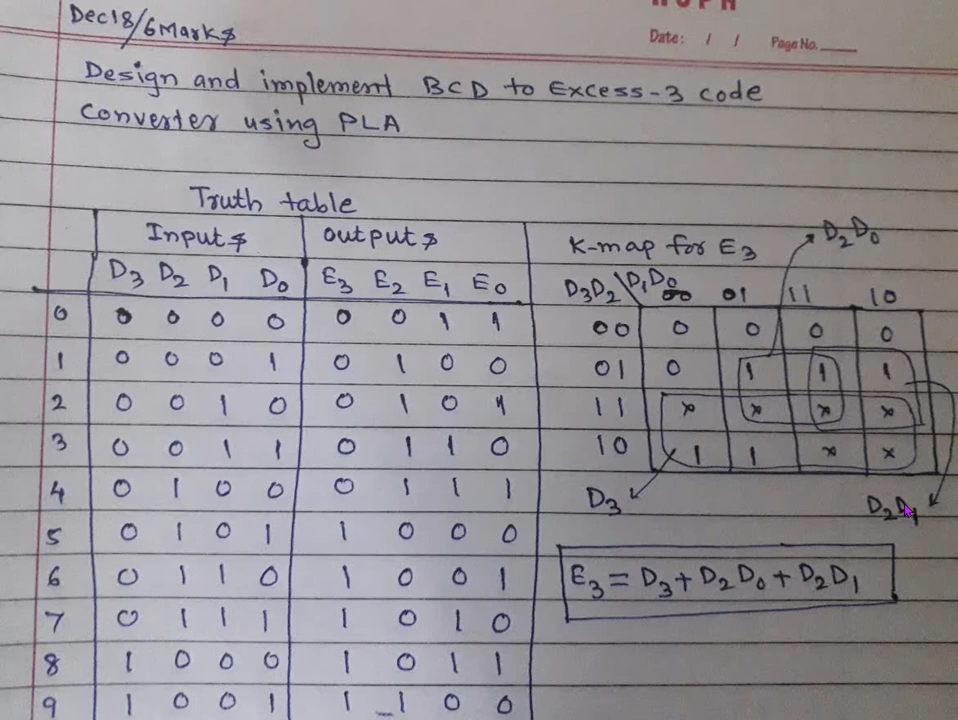 Dec18/6Marks
Date: / / Page No.
Design and implement BCD to Excess-3 code
Converter using PLA
Truth table
Inputs outputs
D3 D2 D1 D0 E3 E2 E1 E0
0 0 0 0 0 0 0 1 1
1 0 0 0 1 0 1 0 0
2 0 0 1 0 0 1 0 1
3 0 0 1 1 0 1 1 0
4 0 1 0 0 0 1 1 1
5 0 1 0 1 1 0 0 0
6 0 1 1 0 1 0 0 1
7 0 1 1 1 1 0 1 0
8 1 0 0 0 1 0 1 1
9 1 0 0 1 1 1 0 0
K-map for E3
D2D0
D3D2\D1D0 00 01 11 10
00 0 0 0 0
01 0 1 1 1
11 x x x x
10 1 1 x x
D3 D2D1
E3 = D3 + D2D0 + D2D1